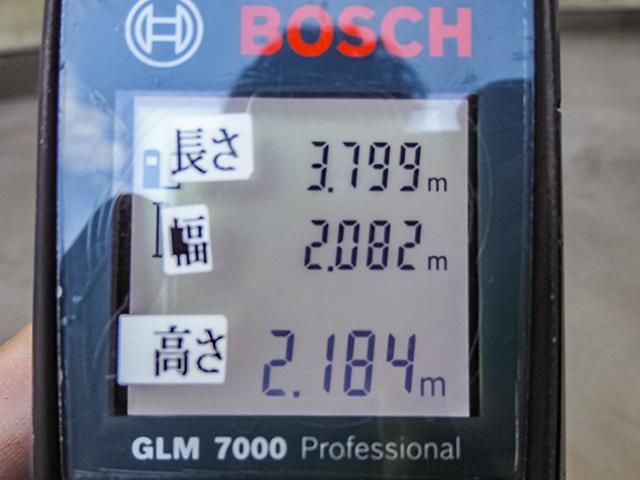 BOSCH
長さ 3.799 m
幅 2.082 m
高さ 2.184 m
GLM 7000 Professional